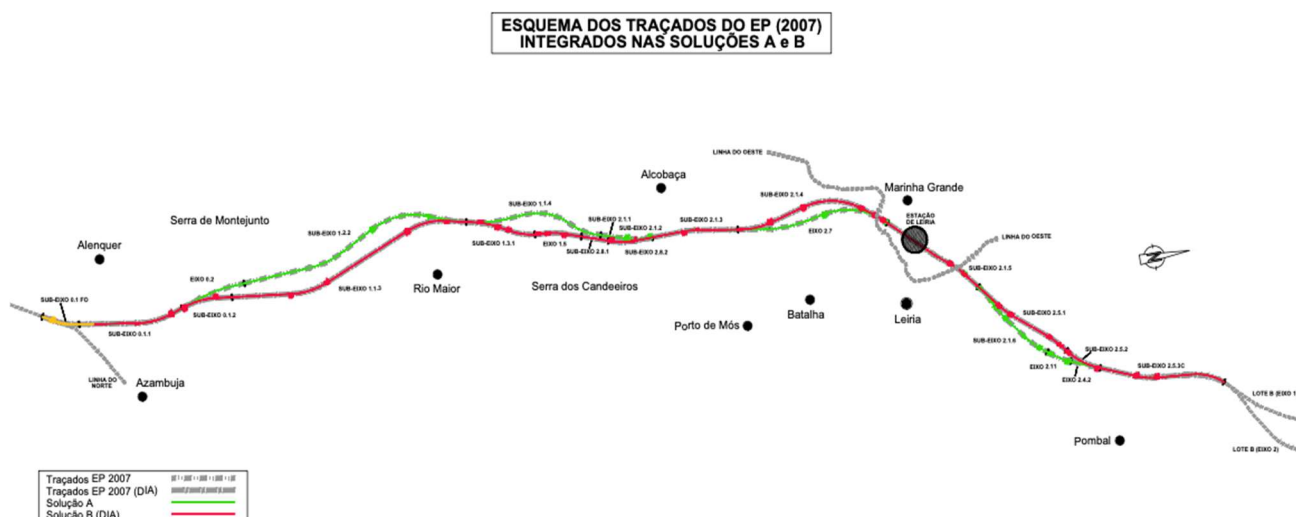 ESQUEMA DOS TRAÇADOS DO EP (2007)
INTEGRADOS NAS SOLUÇÕES A e B
LINHA DO OESTE
Alcobaça
Marinha Grande
SUB-EIXO 2.1.4
SUB-EIXO 1.1.4
ESTAÇÃO
DE LEIRIA
Serra de Montejunto
SUB-EIXO 2.1.1
SUB-EIXO 2.1.3
EIXO 2.7
SUB-EIXO 1.2.2
SUB-EIXO 2.1.2
LINHA DO OESTE
SUB-EIXO 1.3.1
EIXO 1.5
SUB-EIXO 2.6.2
Alenquer
SUB-EIXO 2.1.5
EIXO 0.2
Rio Maior
Serra dos Candeeiros
SUB-EIXO 1.1.3
SUB-EIXO 0.1 FO
SUB-EIXO 0.1.2
Batalha
Leiria
SUB-EIXO 2.5.1
Porto de Mós
SUB-EIXO 0.1.1
SUB-EIXO 2.1.6
SUB-EIXO 2.5.2
EIXO 2.11
SUB-EIXO 2.5.3C
EIXO 2.4.2
LINHA DO
NORTE
Azambuja
LOTE B (EIXO 1
Pombal
LOTE B (EIXO 2)
Traçados EP 2007
Traçados EP 2007 (DIA)
Solução A
Solução B (DIA)